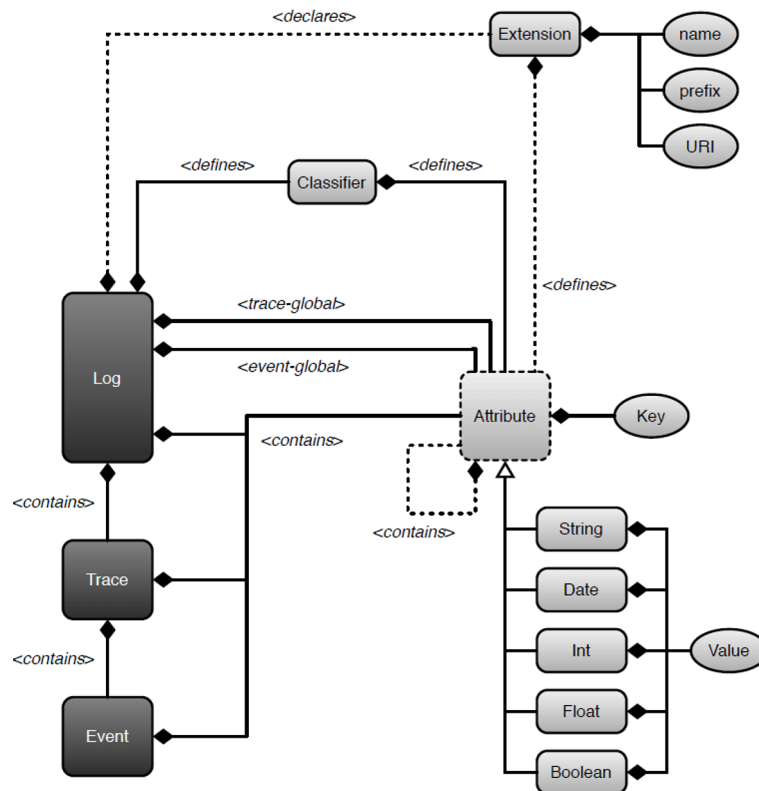 <declares>
Extension
name
prefix
URI
<defines>
Classifier
<defines>
<defines>
<trace-global>
<event-global>
Log
Attribute
Key
<contains>
<contains>
<contains>
String
Trace
Date
<contains>
Int
Value
Float
Event
Boolean